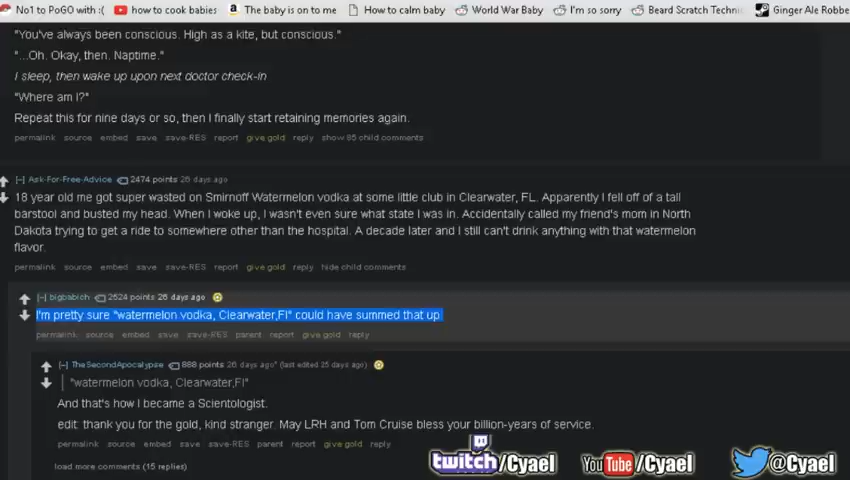 No1 to PoGO with :( how to cook babies The baby is on to me How to calm baby World War Baby I'm so sorry Beard Scratch Techni Ginger Ale Robbe
"You've always been conscious. High as a kite, but conscious."
"...Oh. Okay, then. Naptime."
I sleep, then wake up upon next doctor check-in
"Where am I?"
Repeat this for nine days or so, then I finally start retaining memories again.
permalink source embed save save-RES report give gold reply show 85 child comments
[-] Ask-For-Free-Advice 2474 points 26 days ago
18 year old me got super wasted on Smirnoff Watermelon vodka at some little club in Clearwater, FL. Apparently I fell off of a tall
barstool and busted my head. When I woke up, I wasn't even sure what state I was in. Accidentally called my friend's mom in North
Dakota trying to get a ride to somewhere other than the hospital. A decade later and I still can't drink anything with that watermelon
flavor.
permalink source embed save save-RES report give gold reply hide child comments
[-] bigbabich 2524 points 26 days ago
I'm pretty sure "watermelon vodka, Clearwater,Fl" could have summed that up.
permalink source embed save save-RES parent report give gold reply
[-] TheSecondApocalypse 888 points 26 days ago* (last edited 25 days ago)
"watermelon vodka, Clearwater,Fl"
And that's how I became a Scientologist.
edit: thank you for the gold, kind stranger. May LRH and Tom Cruise bless your billion-years of service.
permalink source embed save save-RES parent report give gold reply
load more comments (15 replies)
twitch/Cyael YouTube/Cyael @Cyael